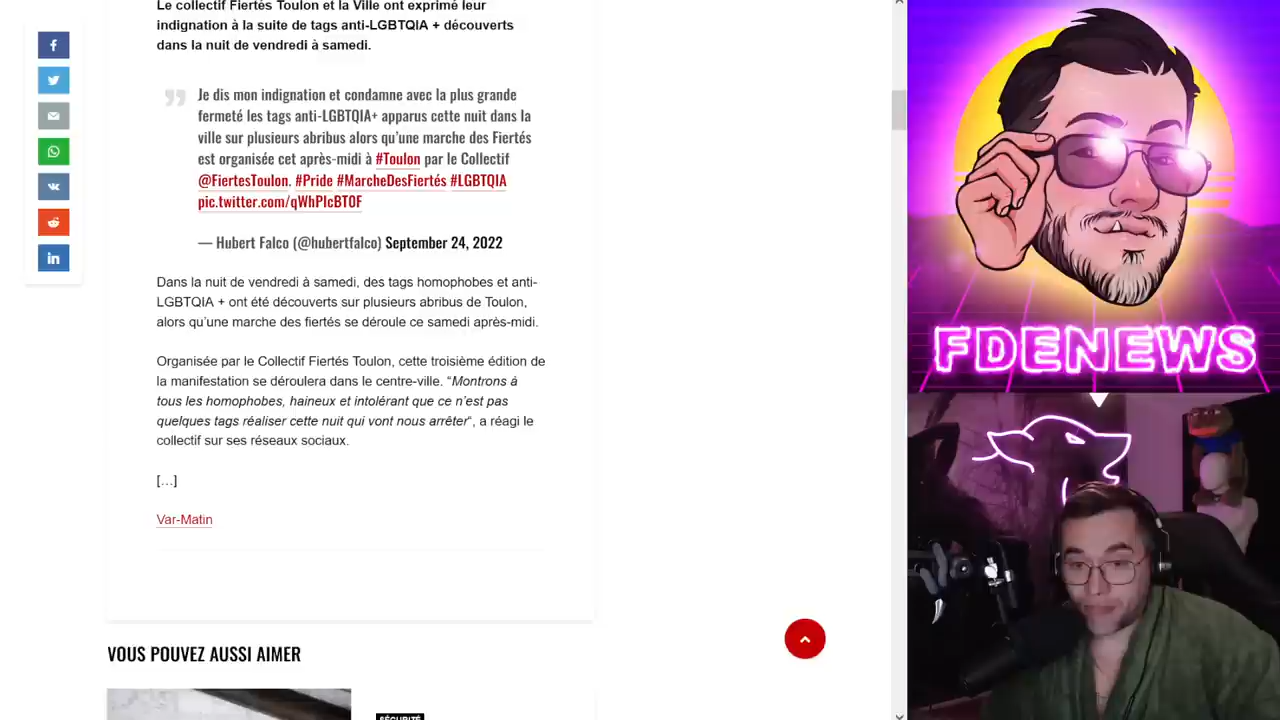 Le collectif Fiertés Toulon et la Ville ont exprimé leur
indignation à la suite de tags anti-LGBTQIA + découverts
dans la nuit de vendredi à samedi.
Je dis mon indignation et condamne avec la plus grande
fermeté les tags anti-LGBTQIA+ apparus cette nuit dans la
ville sur plusieurs abribus alors qu’une marche des Fiertés
est organisée cet après-midi à #Toulon par le Collectif
@FiertesToulon. #Pride #MarcheDesFiertés #LGBTQIA
pic.twitter.com/qWhPIcBT0F
— Hubert Falco (@hubertfalco) September 24, 2022
Dans la nuit de vendredi à samedi, des tags homophobes et anti-
LGBTQIA + ont été découverts sur plusieurs abribus de Toulon,
alors qu’une marche des fiertés se déroule ce samedi après-midi.
Organisée par le Collectif Fiertés Toulon, cette troisième édition de
la manifestation se déroulera dans le centre-ville. “Montrons à
tous les homophobes, haineux et intolérant que ce n’est pas
quelques tags réaliser cette nuit qui vont nous arrêter“, a réagi le
collectif sur ses réseaux sociaux.
[…]
Var-Matin
VOUS POUVEZ AUSSI AIMER
SÉCURITÉ
FDENEWS